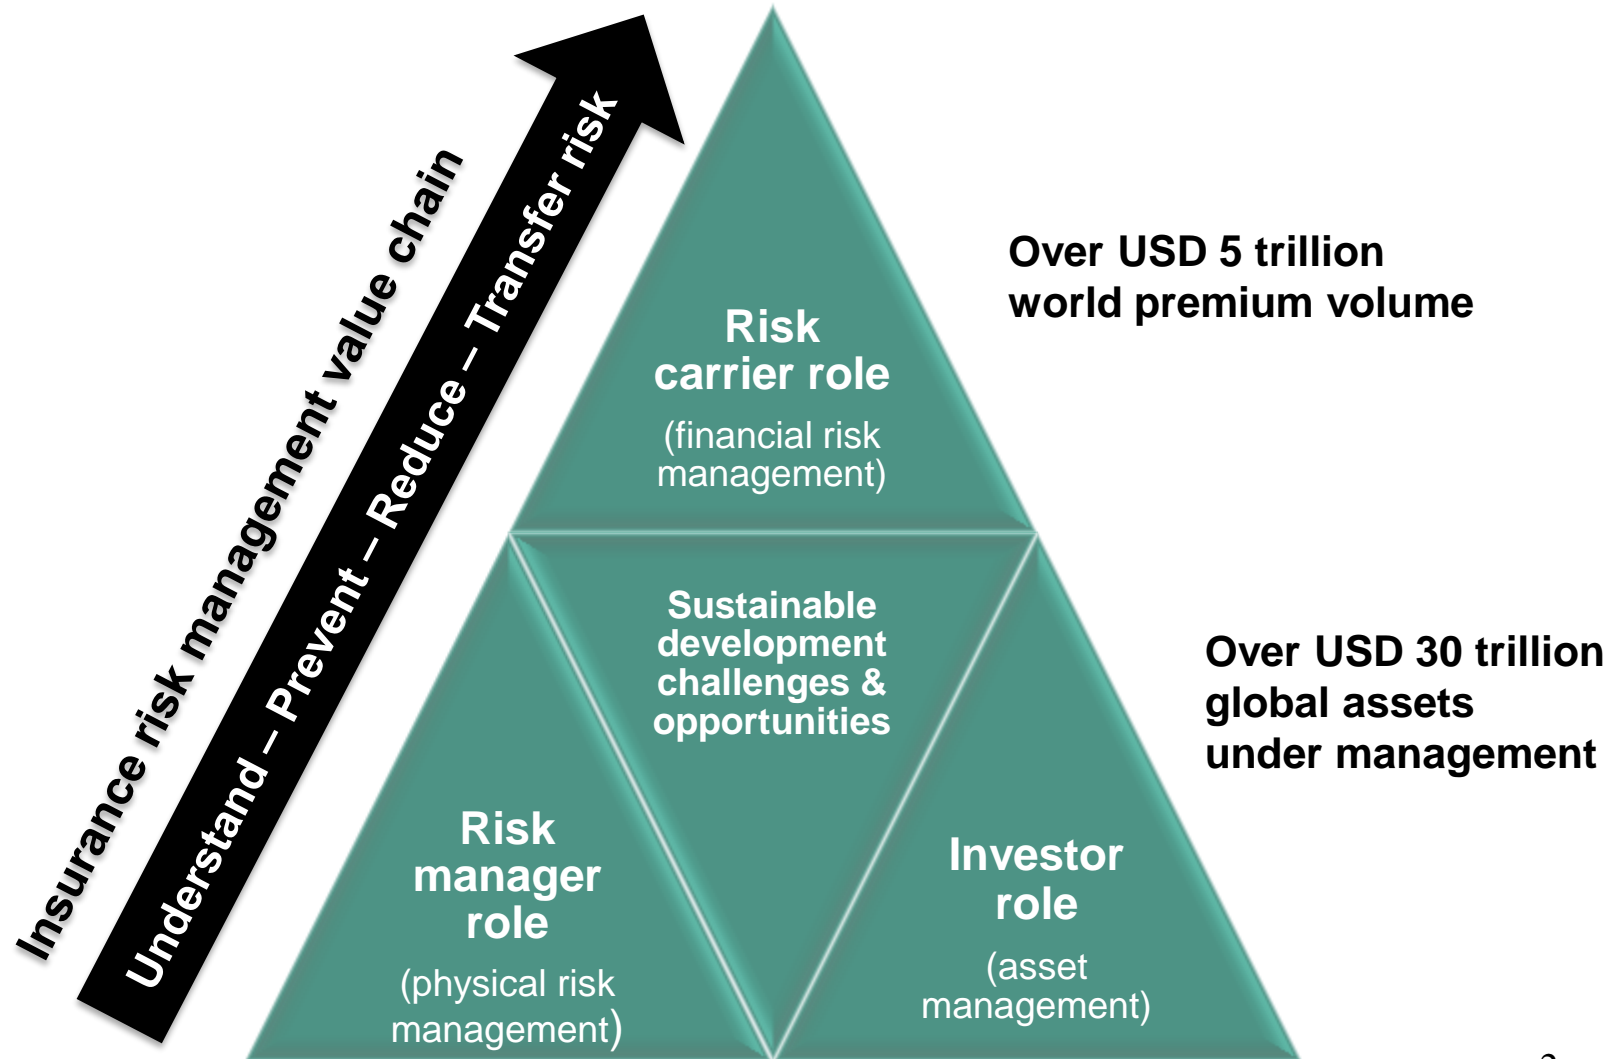 Insurance risk management value chain
Understand – Prevent – Reduce – Transfer risk
Risk
carrier role
(financial risk
management)
Over USD 5 trillion
world premium volume
Sustainable
development
challenges &
opportunities
Over USD 30 trillion
global assets
under management
Risk
manager
role
(physical risk
management)
Investor
role
(asset
management)